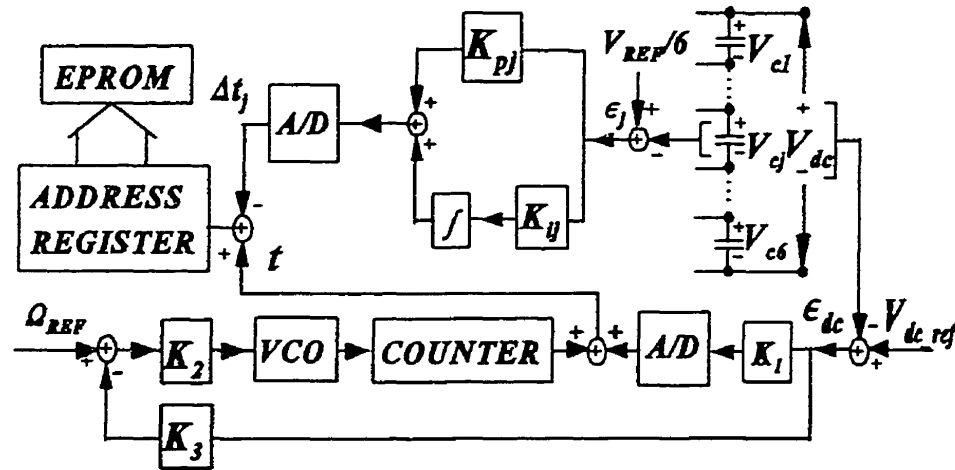 EPROM
ADDRESS
REGISTER
Δt_j
A/D
K_pj
∫
K_ij
ϵ_j
V_REF/6
V_c1
V_cj
V_dc
V_c6
t
Ω_REF
K_2
VCO
COUNTER
A/D
K_1
ϵ_dc
V_dc_ref
K_3